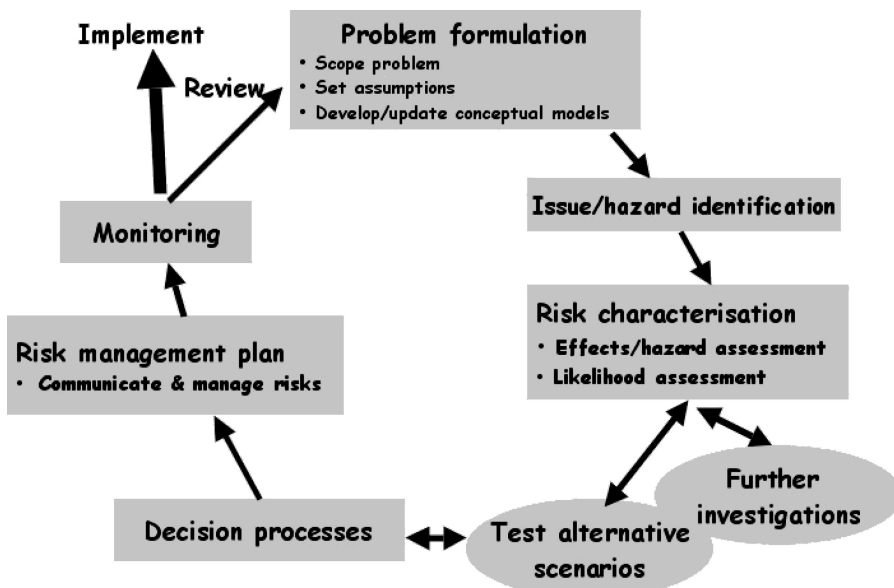 Implement
Review
Problem formulation
• Scope problem
• Set assumptions
• Develop/update conceptual models
Issue/hazard identification
Risk characterisation
• Effects/hazard assessment
• Likelihood assessment
Further
investigations
Test alternative
scenarios
Decision processes
Risk management plan
• Communicate & manage risks
Monitoring